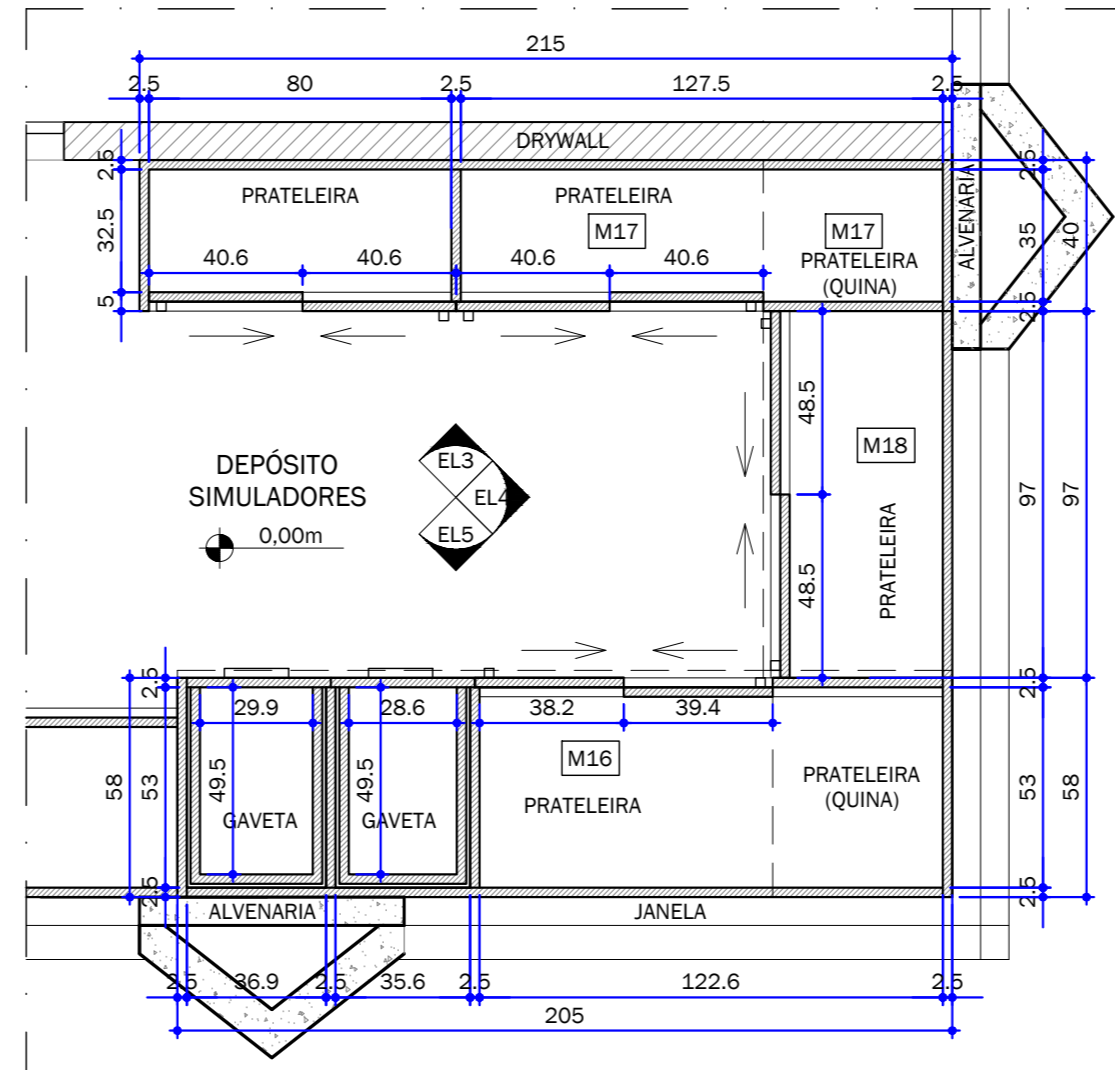 215
2.5 80 2.5 127.5 2.5
DRYWALL
2.5
32.5
5
PRATELEIRA
PRATELEIRA
M17
M17
PRATELEIRA
(QUINA)
40.6 40.6 40.6 40.6
ALVENARIA
2.5
35
40
2.5
DEPÓSITO
SIMULADORES
0,00m
EL3
EL4
EL5
48.5
48.5
M18
PRATELEIRA
97
97
2.5
2.5
29.9 28.6 38.2 39.4
58
53
49.5
49.5
GAVETA
GAVETA
M16
PRATELEIRA
PRATELEIRA
(QUINA)
53
58
2.5
2.5
ALVENARIA
JANELA
2.5 36.9 2.5 35.6 2.5 122.6 2.5
205